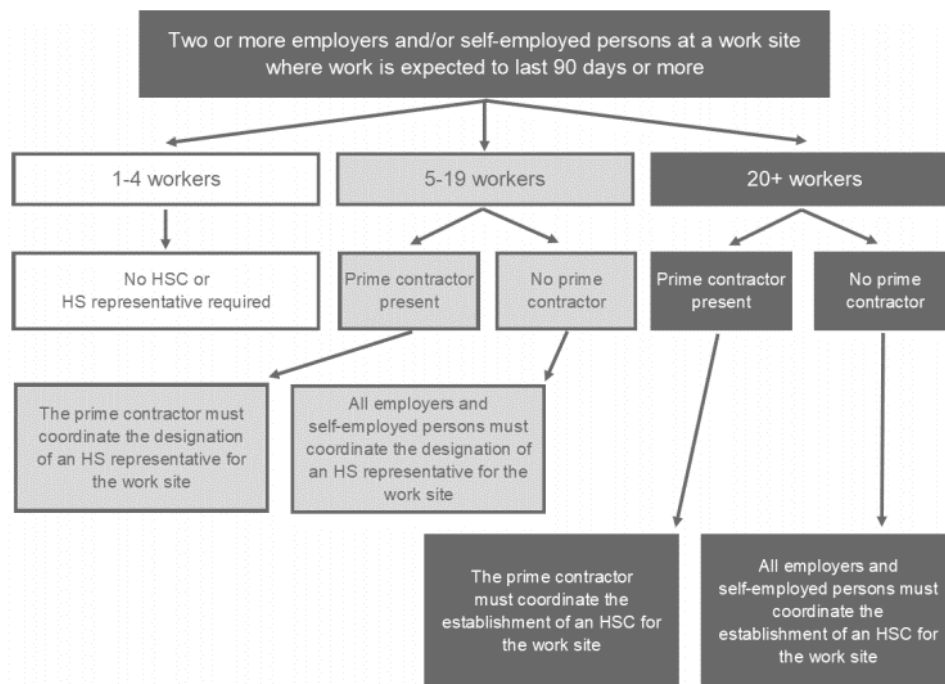 Two or more employers and/or self-employed persons at a work site
where work is expected to last 90 days or more
1-4 workers
5-19 workers
20+ workers
No HSC or
HS representative required
Prime contractor
present
No prime
contractor
Prime contractor
present
No prime
contractor
The prime contractor must
coordinate the designation
of an HS representative for
the work site
All employers and
self-employed persons must
coordinate the designation of
an HS representative for the
work site
The prime contractor
must coordinate the
establishment of an HSC for
the work site
All employers and
self-employed persons must
coordinate the
establishment of an HSC for
the work site